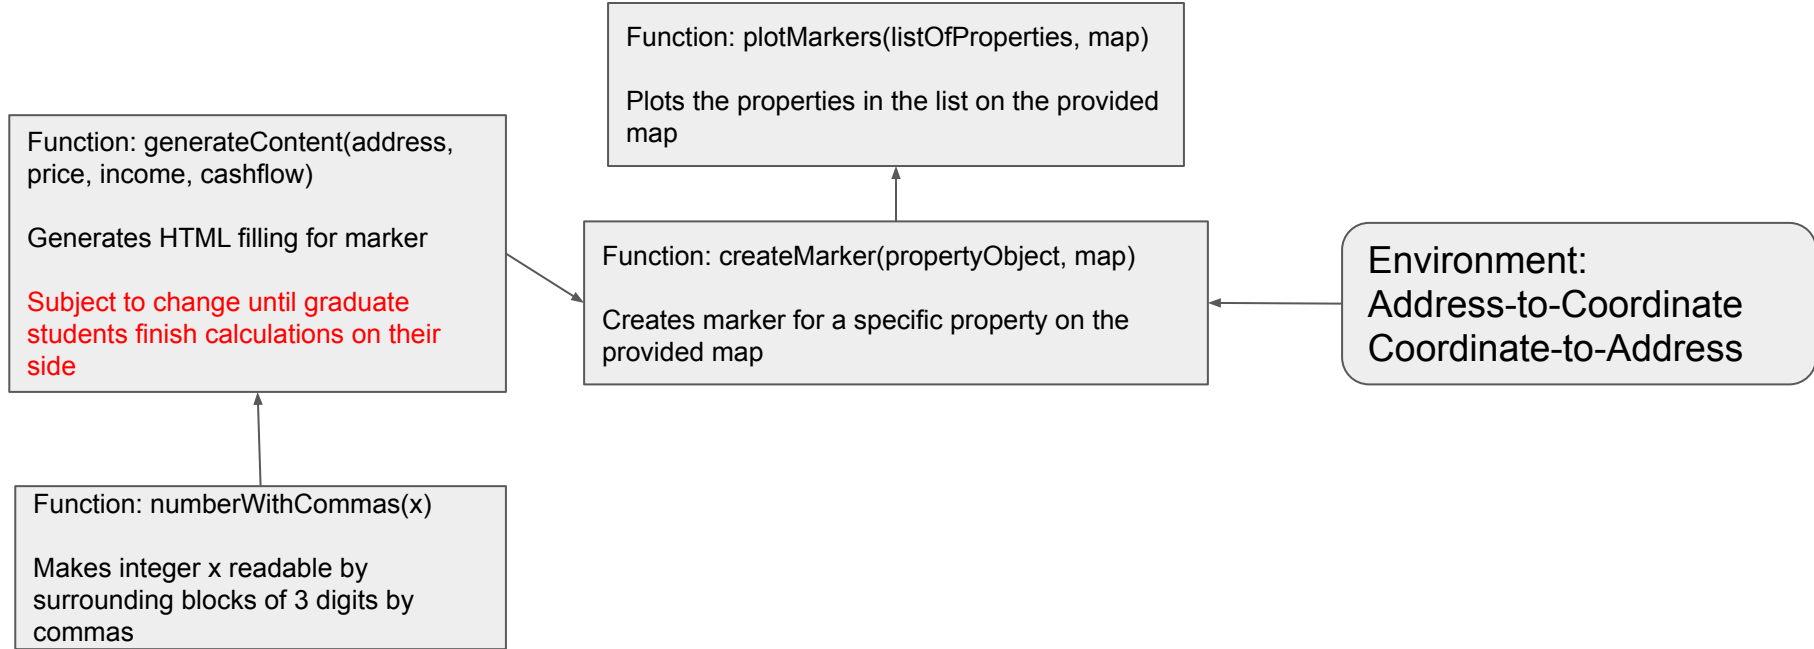 Function: plotMarkers(listOfProperties, map)
Plots the properties in the list on the provided
map
Function: generateContent(address,
price, income, cashflow)
Generates HTML filling for marker
Subject to change until graduate
students finish calculations on their
side
Function: createMarker(propertyObject, map)
Creates marker for a specific property on the
provided map
Environment:
Address-to-Coordinate
Coordinate-to-Address
Function: numberWithCommas(x)
Makes integer x readable by
surrounding blocks of 3 digits by
commas